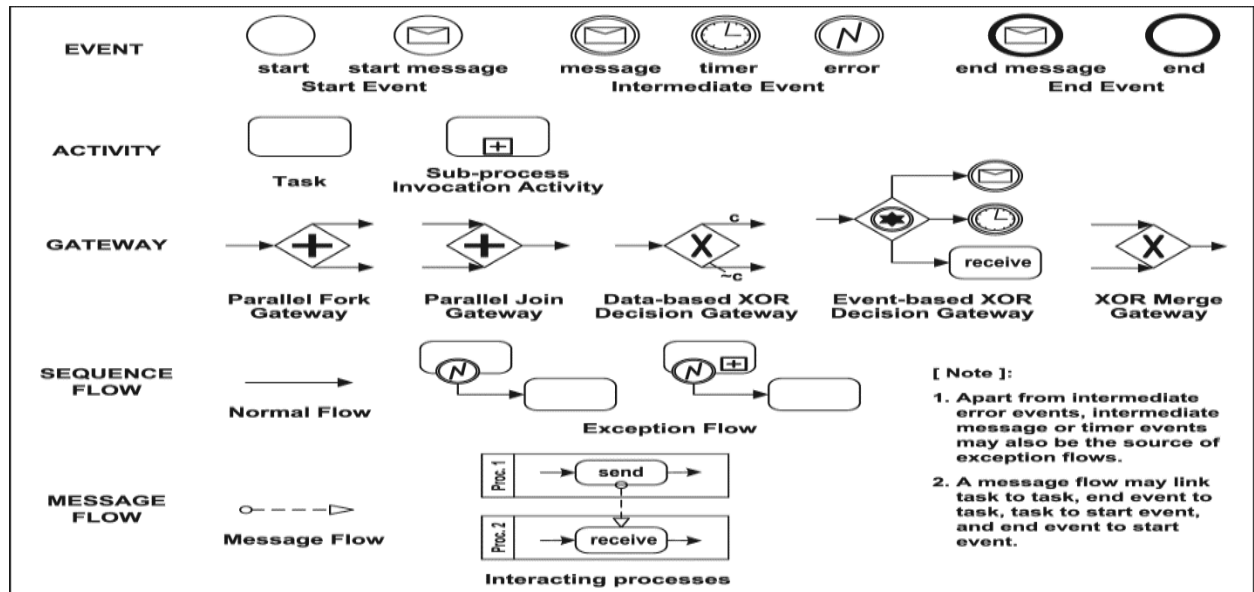 EVENT
start
start message
Start Event
message
timer
error
Intermediate Event
end message
end
End Event
ACTIVITY
Task
Sub-process
Invocation Activity
GATEWAY
Parallel Fork
Gateway
Parallel Join
Gateway
c
~c
Data-based XOR
Decision Gateway
receive
Event-based XOR
Decision Gateway
XOR Merge
Gateway
SEQUENCE
FLOW
Normal Flow
Exception Flow
[ Note ]:
1. Apart from intermediate
error events, intermediate
message or timer events
may also be the source of
exception flows.
2. A message flow may link
task to task, end event to
task, task to start event,
and end event to start
event.
MESSAGE
FLOW
Message Flow
Proc. 1
send
Proc. 2
receive
Interacting processes